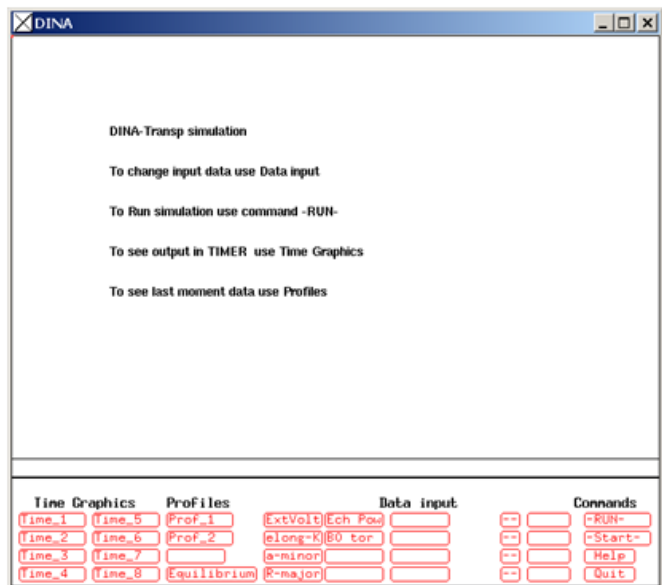 DINA
DINA-Transp simulation
To change input data use Data input
To Run simulation use command -RUN-
To see output in TIMER use Time Graphics
To see last moment data use Profiles
Time Graphics Profiles Data input Commands
Time_1 Time_5 Prof_1 ExtVolt Ech Pow -- -RUN-
Time_2 Time_6 Prof_2 elong-K B0 tor -- -Start-
Time_3 Time_7 a-minor -- Help
Time_4 Time_8 Equilibrium R-major -- Quit